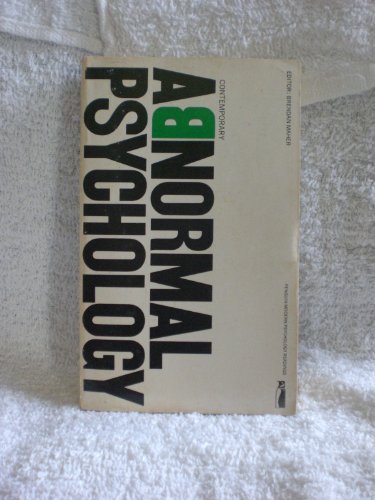 EDITOR: BRENDAN MAHER
CONTEMPORARY
ABNORMAL
PSYCHOLOGY
PENGUIN MODERN PSYCHOLOGY READINGS